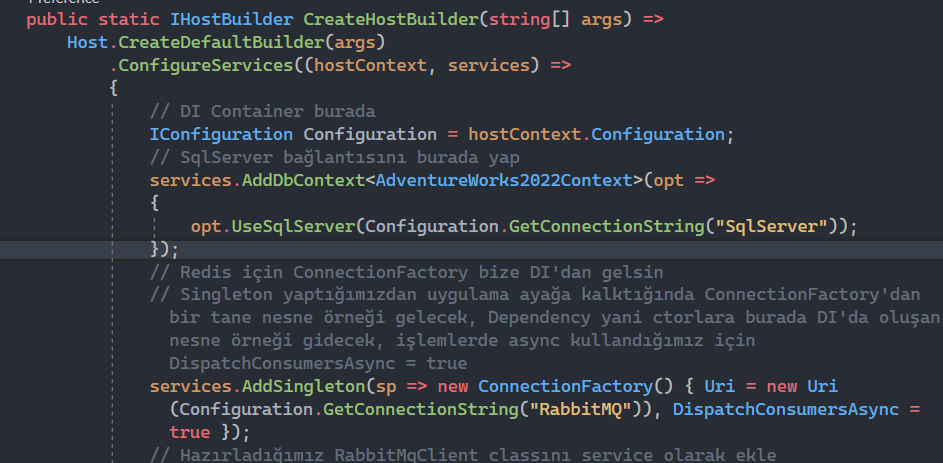 Preference
public static IHostBuilder CreateHostBuilder(string[] args) =>
Host.CreateDefaultBuilder(args)
.ConfigureServices((hostContext, services) =>
{
// DI Container burada
IConfiguration Configuration = hostContext.Configuration;
// SqlServer bağlantısını burada yap
services.AddDbContext<AdventureWorks2022Context>(opt =>
{
opt.UseSqlServer(Configuration.GetConnectionString("SqlServer"));
});
// Redis için ConnectionFactory bize DI'dan gelsin
// Singleton yaptığımızdan uygulama ayağa kalktığında ConnectionFactory'dan
bir tane nesne örneği gelecek, Dependency yani ctorlara burada DI'da oluşan
nesne örneği gidecek, işlemlerde async kullandığımız için
DispatchConsumersAsync = true
services.AddSingleton(sp => new ConnectionFactory() { Uri = new Uri
(Configuration.GetConnectionString("RabbitMQ")), DispatchConsumersAsync =
true });
// Hazırladığımız RabbitMqClient classını service olarak ekle